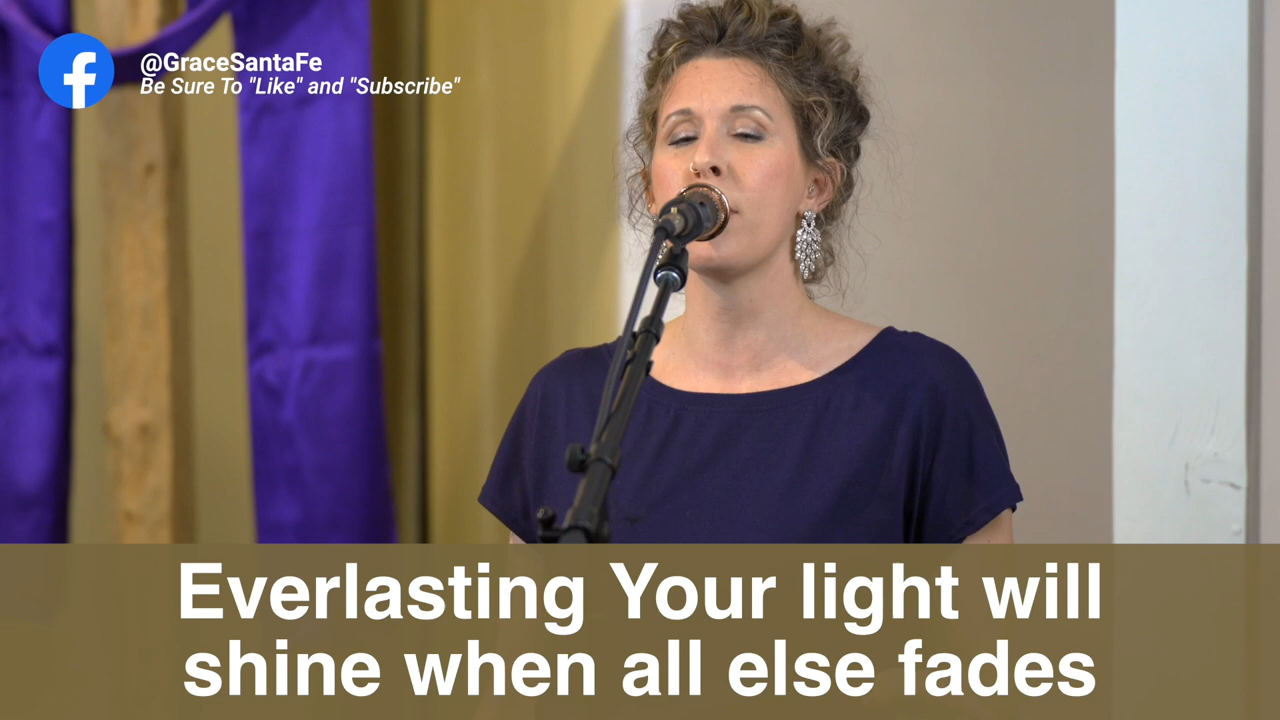 @GraceSantaFe
Be Sure To "Like" and "Subscribe"
Everlasting Your light will
shine when all else fades